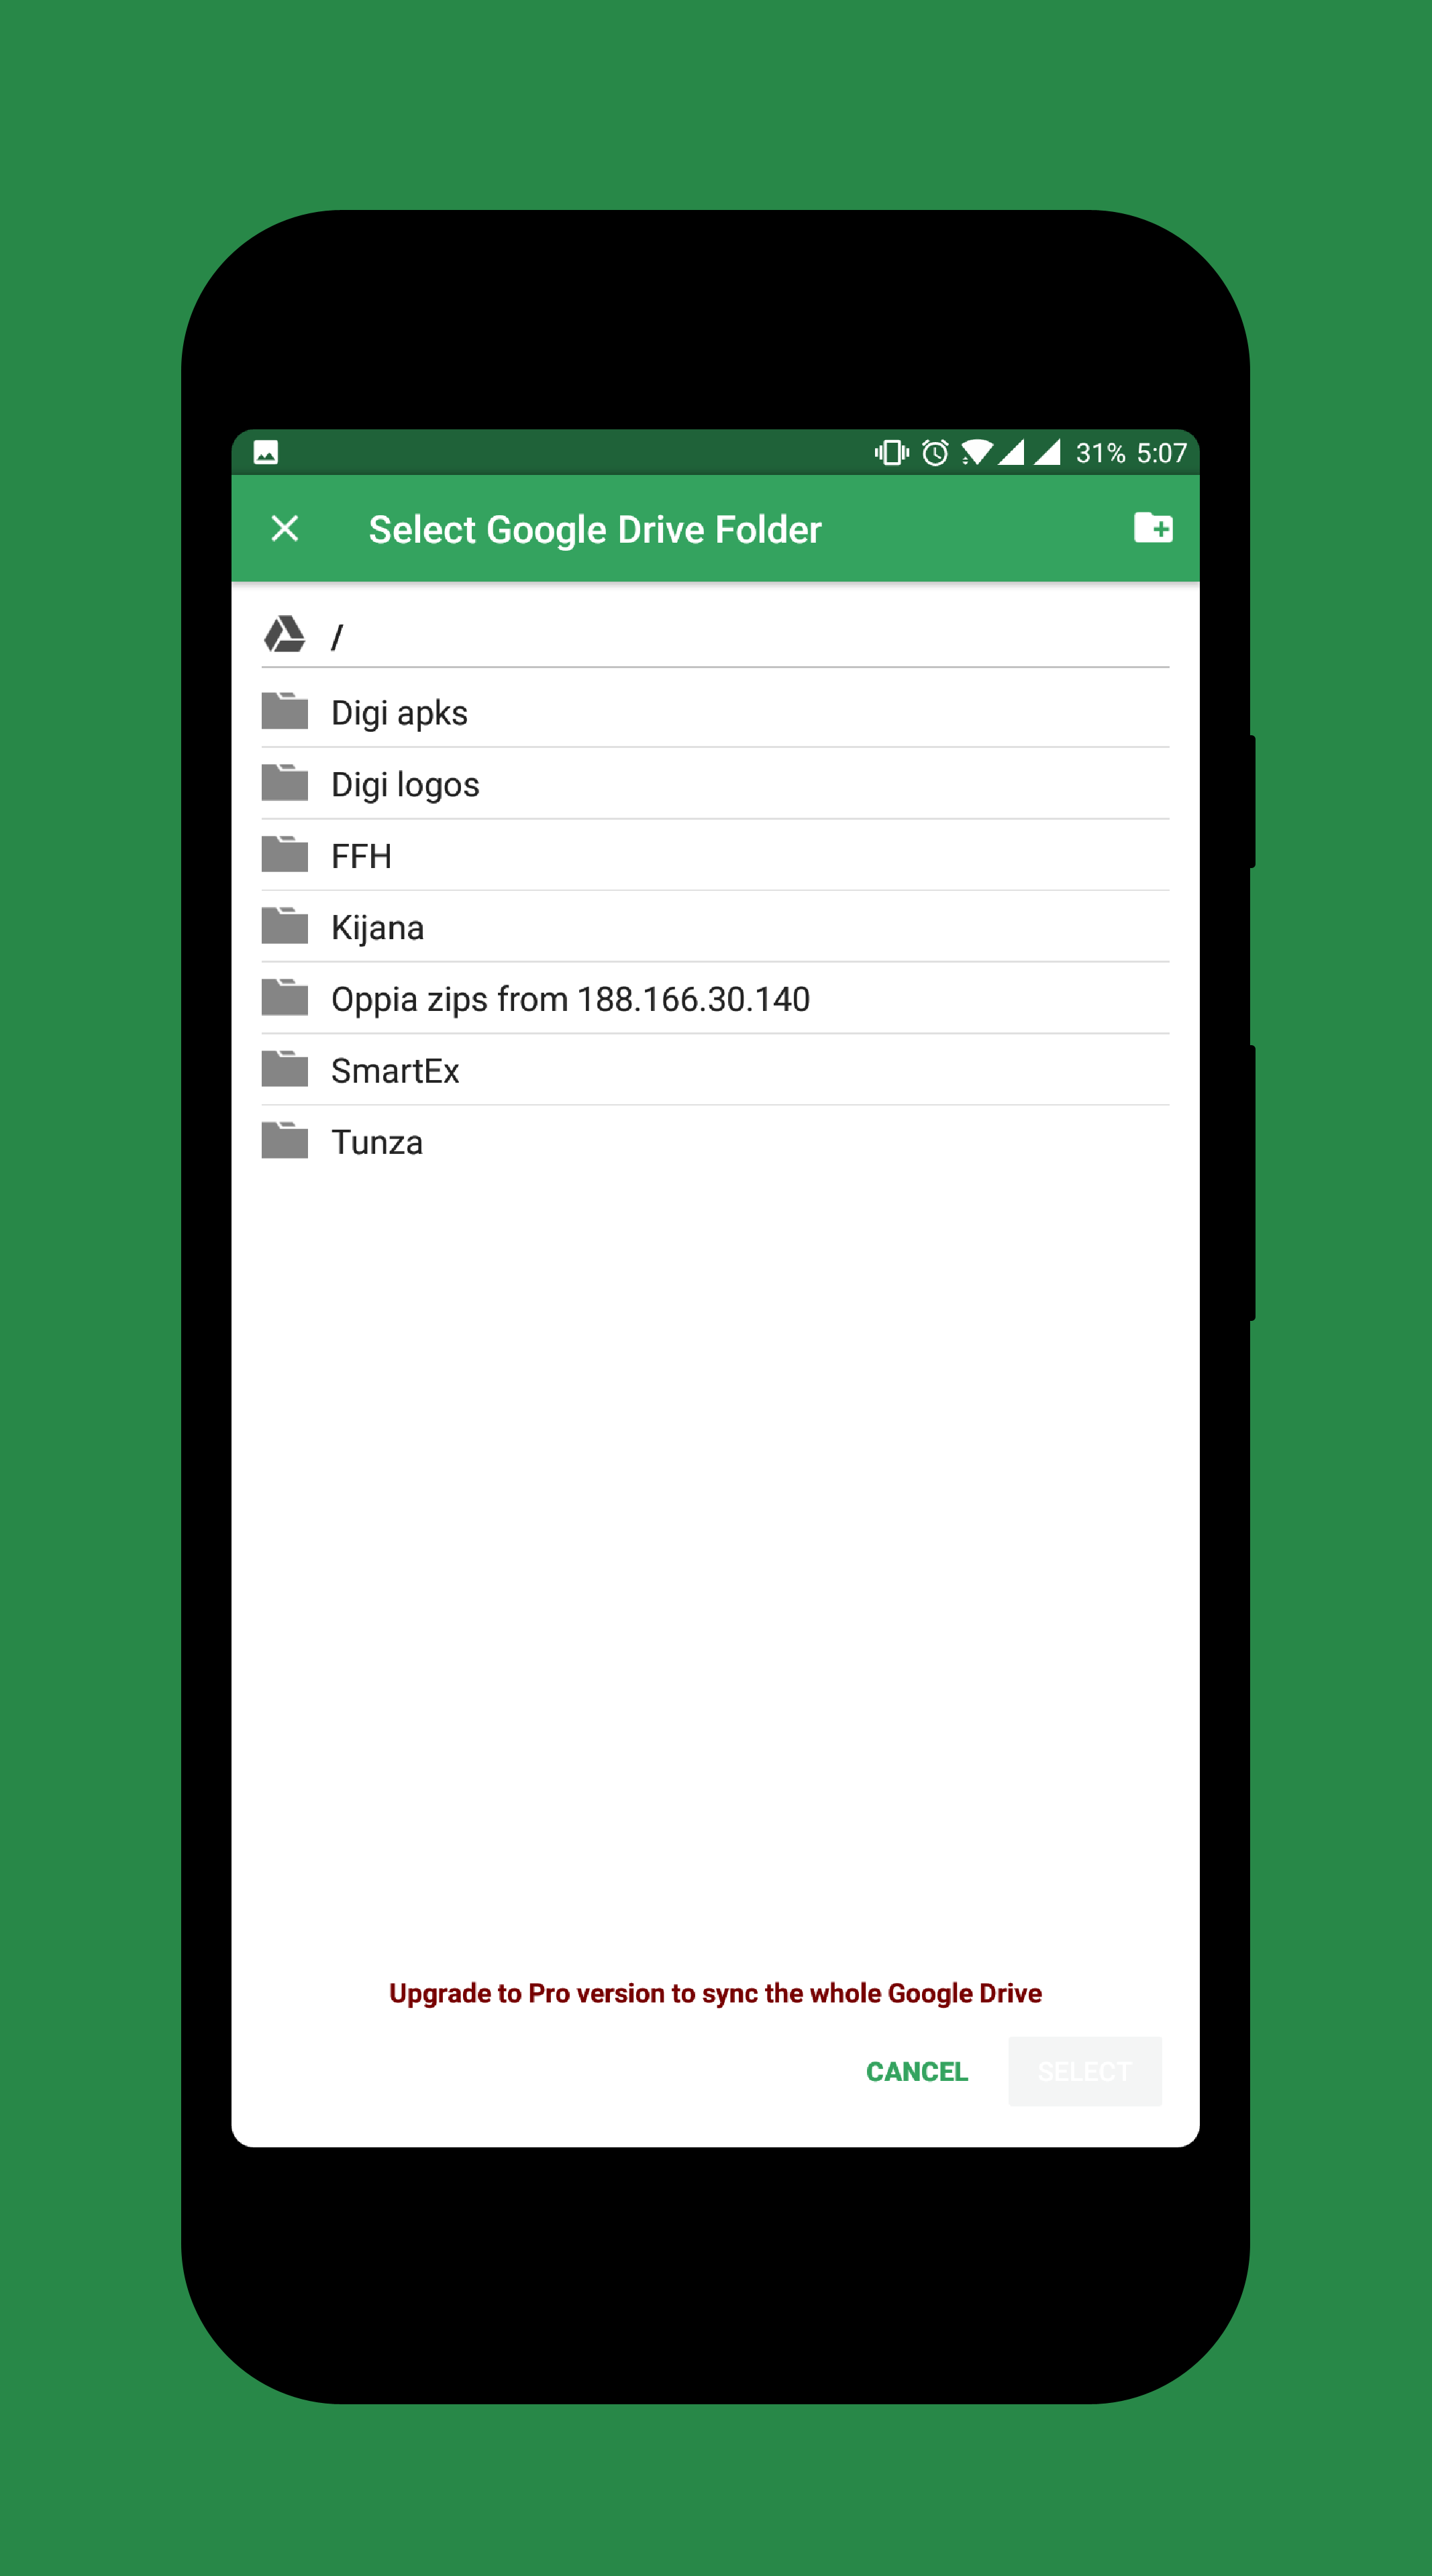 31% 5:07
Select Google Drive Folder
/
Digi apks
Digi logos
FFH
Kijana
Oppia zips from 188.166.30.140
SmartEx
Tunza
Upgrade to Pro version to sync the whole Google Drive
CANCEL SELECT